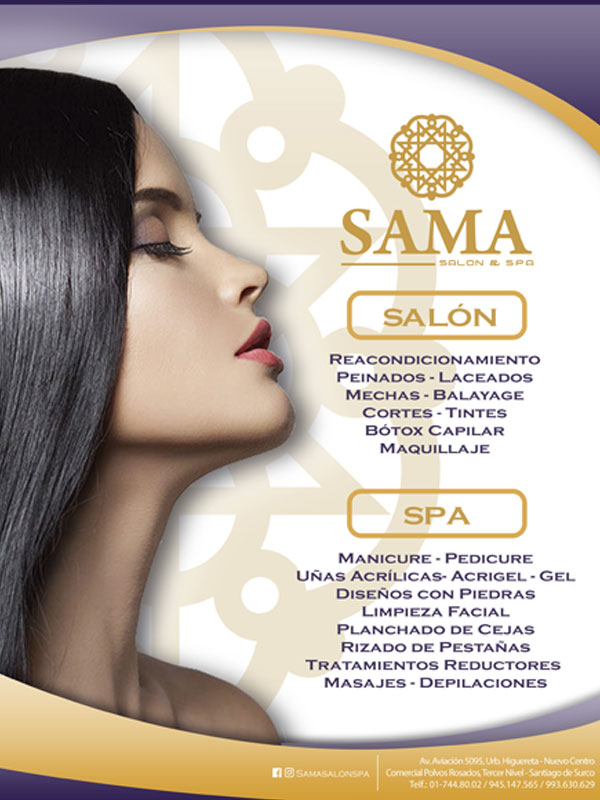 SAMA
SALON & SPA
SALÓN
REACONDICIONAMIENTO
PEINADOS - LACEADOS
MECHAS - BALAYAGE
CORTES - TINTES
BÓTOX CAPILAR
MAQUILLAJE
SPA
MANICURE - PEDICURE
UÑAS ACRÍLICAS- ACRIGEL - GEL
DISEÑOS CON PIEDRAS
LIMPIEZA FACIAL
PLANCHADO DE CEJAS
RIZADO DE PESTAÑAS
TRATAMIENTOS REDUCTORES
MASAJES - DEPILACIONES
SAMASALONSPA
Av. Aviación 5095, Urb. Higuereta - Nuevo Centro
Comercial Polvos Rosados, Tercer Nivel - Santiago de Surco
Telf.: 01-744.80.02 / 945.147.565 / 993.630.629